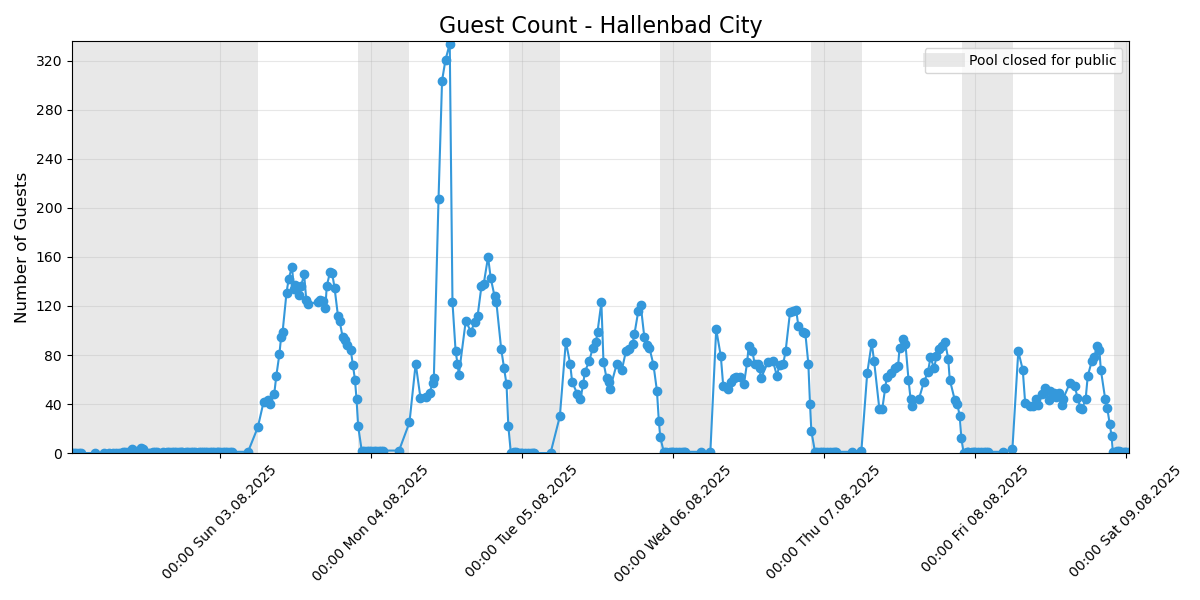 Guest Count - Hallenbad City
Pool closed for public
Number of Guests
320
280
240
200
160
120
80
40
0
00:00 Sun 03.08.2025
00:00 Mon 04.08.2025
00:00 Tue 05.08.2025
00:00 Wed 06.08.2025
00:00 Thu 07.08.2025
00:00 Fri 08.08.2025
00:00 Sat 09.08.2025